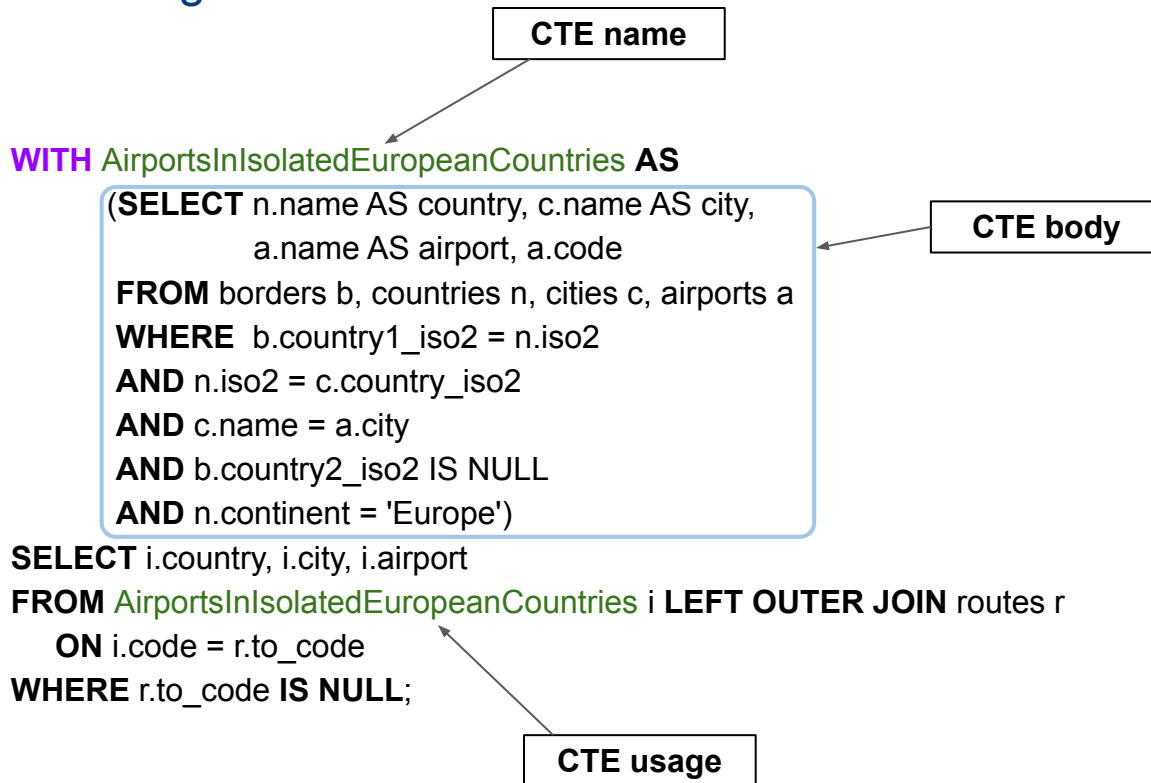 CTE name
WITH AirportsInIsolatedEuropeanCountries AS
(SELECT n.name AS country, c.name AS city,
a.name AS airport, a.code
CTE body
FROM borders b, countries n, cities c, airports a
WHERE b.country1_iso2 = n.iso2
AND n.iso2 = c.country_iso2
AND c.name = a.city
AND b.country2_iso2 IS NULL
AND n.continent = 'Europe')
SELECT i.country, i.city, i.airport
FROM AirportsInIsolatedEuropeanCountries i LEFT OUTER JOIN routes r
ON i.code = r.to_code
WHERE r.to_code IS NULL;
CTE usage